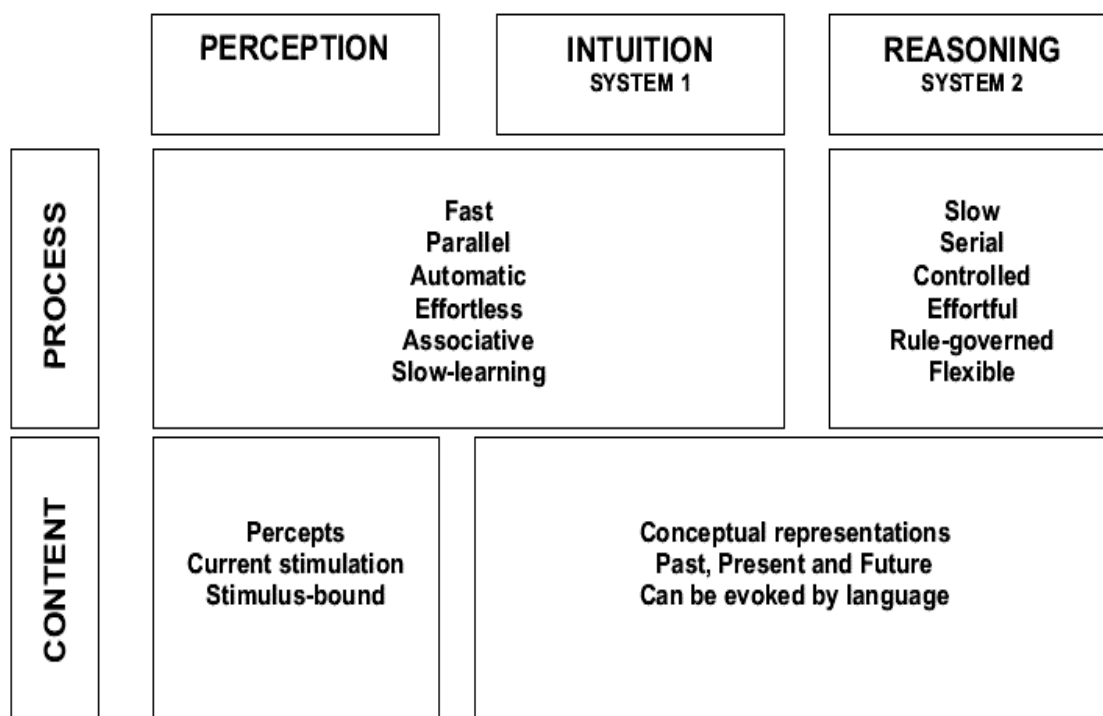 PERCEPTION
INTUITION
SYSTEM 1
REASONING
SYSTEM 2
PROCESS
Fast
Parallel
Automatic
Effortless
Associative
Slow-learning
Slow
Serial
Controlled
Effortful
Rule-governed
Flexible
CONTENT
Percepts
Current stimulation
Stimulus-bound
Conceptual representations
Past, Present and Future
Can be evoked by language